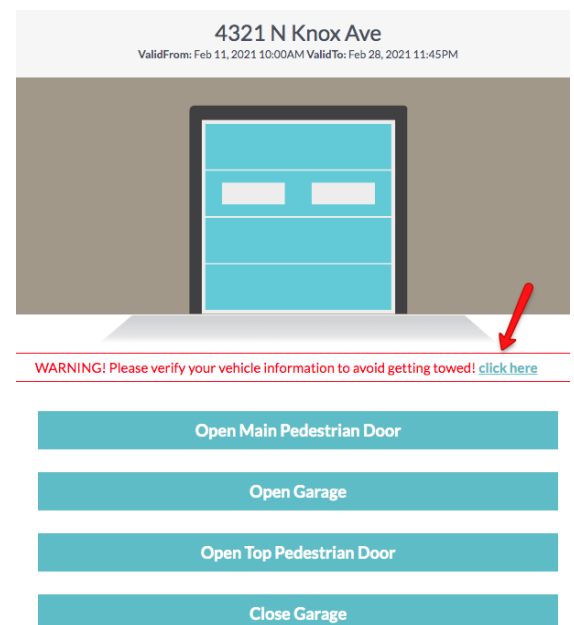 4321 N Knox Ave
ValidFrom: Feb 11, 2021 10:00AM ValidTo: Feb 28, 2021 11:45PM
WARNING! Please verify your vehicle information to avoid getting towed! click here
Open Main Pedestrian Door
Open Garage
Open Top Pedestrian Door
Close Garage